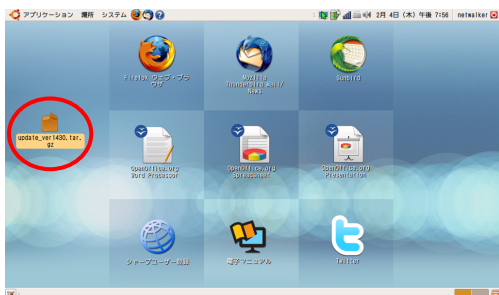 アプリケーション 場所 システム
2月 4日 (木) 午後 7:56 netwalker
Firefox ウェブ・ブラ
ウザ
Mozilla
Thunderbird Mail/
News
Sunbird
update_ver1430.tar.
gz
OpenOffice.org
Word Processor
OpenOffice.org
Spreadsheet
OpenOffice.org
Presentation
シャープユーザー登録
電子マニュアル
Twitter